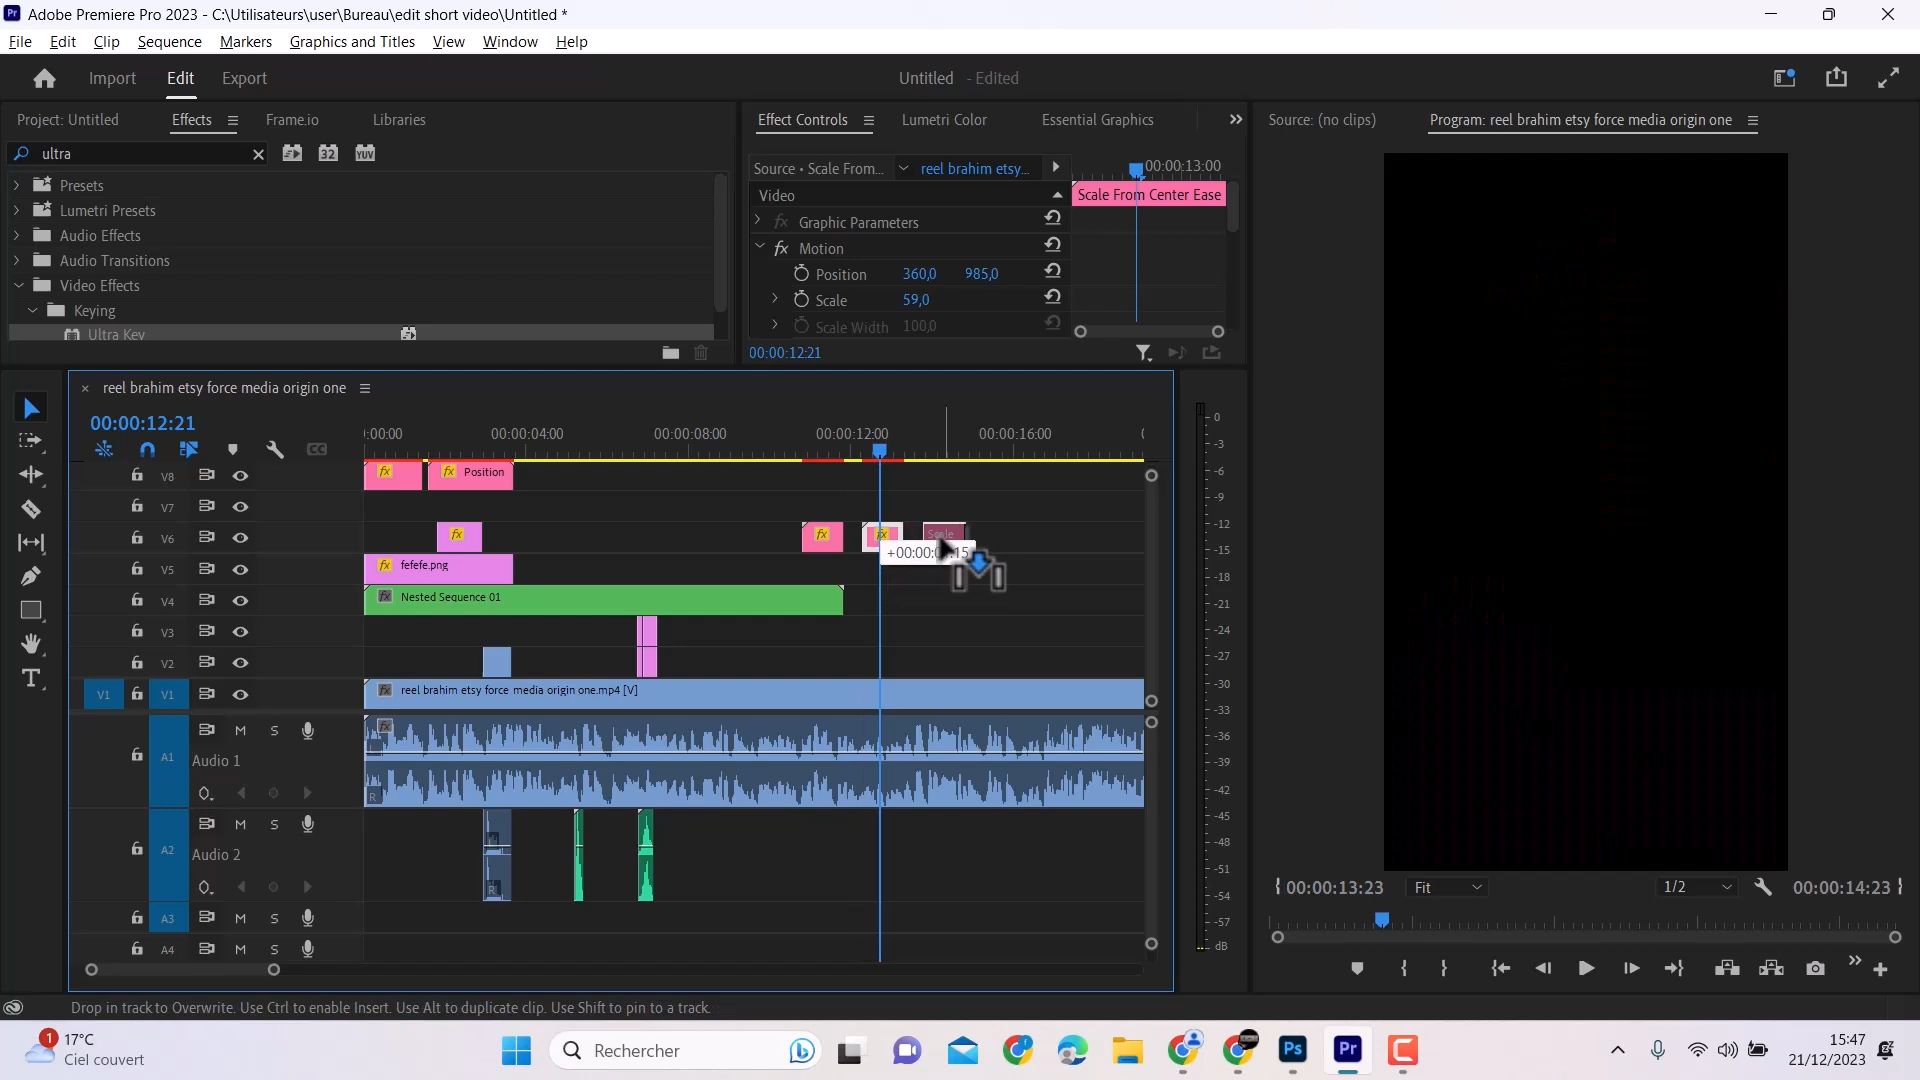 Adobe Premiere Pro 2023 - C:\Utilisateurs\user\Bureau\edit short video\Untitled *
File Edit Clip Sequence Markers Graphics and Titles View Window Help
Import Edit Export
Untitled - Edited
Project: Untitled Effects Frame.io Libraries
ultra
Presets
Lumetri Presets
Audio Effects
Audio Transitions
Video Effects
Keying
Ultra Key
Effect Controls Lumetri Color Essential Graphics
Source • Scale From... reel brahim etsy... 00:00:13:00
Video Scale From Center Ease
fx Graphic Parameters
fx Motion
Position 360,0 985,0
Scale 59,0
Scale Width 100,0
00:00:12:21
Source: (no clips) Program: reel brahim etsy force media origin one
reel brahim etsy force media origin one
00:00:12:21
:00:00 00:00:04:00 00:00:08:00 00:00:12:00 00:00:16:00
V8 fx fx Position
V7
V6 fx fx fx Scale
V5 fx fefefe.png
V4 fx Nested Sequence 01
V3
V2
V1 V1 fx reel brahim etsy force media origin one.mp4 [V]
A1 M S fx
Audio 1
R
A2 M S
Audio 2
R
A3 M S
A4 M S
0
-3
-6
-9
-12
-15
-18
-21
-24
-27
-30
-33
-36
-39
-42
-45
-48
-51
-54
-57
dB
00:00:13:23 Fit 1/2 00:00:14:23
Drop in track to Overwrite. Use Ctrl to enable Insert. Use Alt to duplicate clip. Use Shift to pin to a track.
1
17°C
Ciel couvert
Rechercher
Ps Pr
15:47
21/12/2023